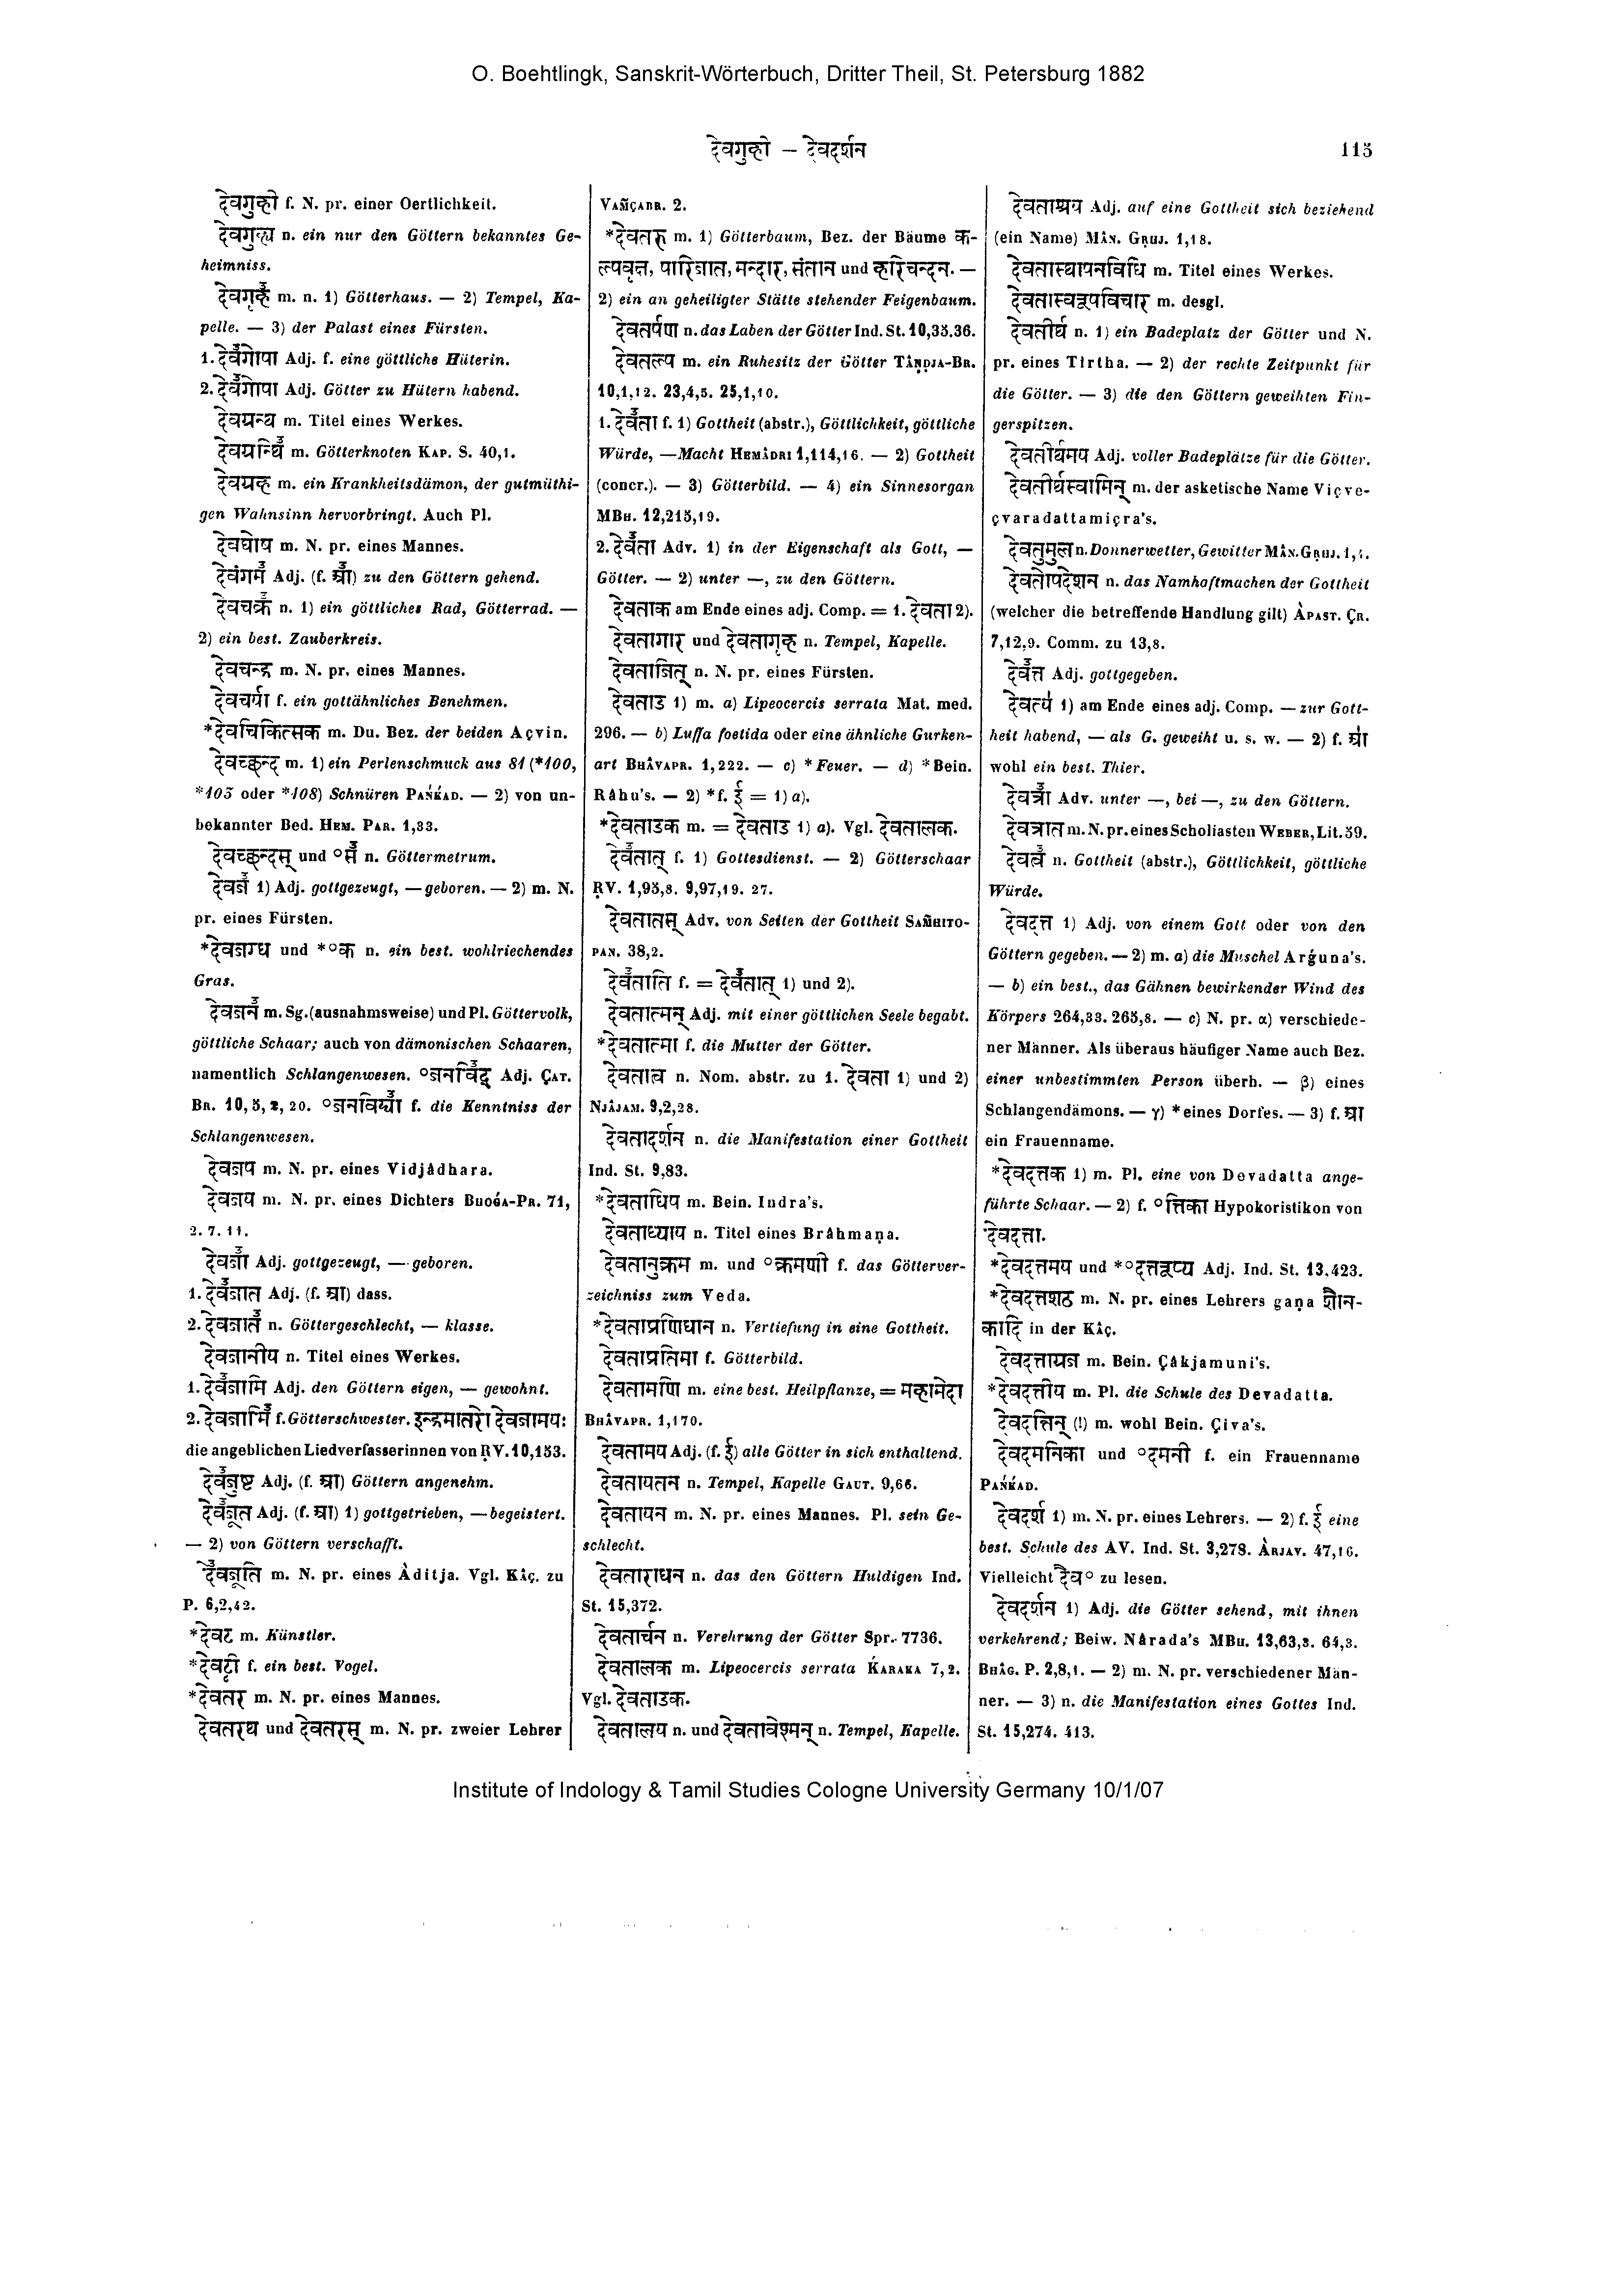 O. Boehtlingk, Sanskrit-Wörterbuch, Dritter Theil, St. Petersburg 1882
देवगुही — देवदर्शन 115
देवगुही f. N. pr. einer Oertlichkeit.
देवगुह्य n. ein nur den Göttern bekanntes Ge-
heimniss.
देवगृहँ m. n. 1) Götterhaus. — 2) Tempel, Ka-
pelle. — 3) der Palast eines Fürsten.
1. देवँगोपा Adj. f. eine göttliche Hüterin.
2. देवँगोपा Adj. Götter zu Hütern habend.
देवग्रन्थ m. Titel eines Werkes.
देवग्रन्थिँ m. Götterknoten KAP. S. 40,1.
देवग्रह m. ein Krankheitsdämon, der gutmüthi-
gen Wahnsinn hervorbringt. Auch Pl.
देवघोष m. N. pr. eines Mannes.
देवंगमँ Adj. (f. आँ) zu den Göttern gehend.
देवचक्रँ n. 1) ein göttliches Rad, Götterrad. —
2) ein best. Zauberkreis.
देवचन्द्र m. N. pr. eines Mannes.
देवचर्या f. ein gottähnliches Benehmen.
*देवचिकित्सक m. Du. Bez. der beiden Açvin.
देवच्छन्द m. 1) ein Perlenschmuck aus 81 (*100,
*103 oder *108) Schnüren PAŃḰAD. — 2) von un-
bekannter Bed. HEM. PAR. 1,33.
देवच्छन्दस् und °सँ n. Göttermetrum.
देवजँ 1) Adj. gottgezeugt, — geboren. — 2) m. N.
pr. eines Fürsten.
*देवजग्ध und *°क n. ein best. wohlriechendes
Gras.
देवजनँ m. Sg. (ausnahmsweise) und Pl. Göttervolk,
göttliche Schaar; auch von dämonischen Schaaren,
namentlich Schlangenwesen. °जनविँद् Adj. ÇAT.
BR. 10,5,2,20. °जनविद्याँ f. die Kenntniss der
Schlangenwesen.
देवजप m. N. pr. eines Vidjâdhara.
देवजय m. N. pr. eines Dichters BHOǴA-PR. 71,
2. 7. 11.
देवजाँ Adj. gottgezeugt, — geboren.
1. देवँजात Adj. (f. आ) dass.
2. देवजातँ n. Göttergeschlecht, — klasse.
देवजानीय n. Titel eines Werkes.
1. देवँजामि Adj. den Göttern eigen, — gewohnt.
2. देवजामिँ f. Götterschwester. इन्द्रमातरो देवजामयः
die angeblichen Liedverfasserinnen von ṚV. 10,153.
देवँजुष्ट Adj. (f. आ) Göttern angenehm.
देवँजूत Adj. (f. आ) 1) gottgetrieben, — begeistert.
— 2) von Göttern verschafft.
देँवजूति m. N. pr. eines Âditja. Vgl. KÂÇ. zu
P. 6,2,42.
*देवट m. Künstler.
*देवट्टी f. ein best. Vogel.
*देवतर m. N. pr. eines Mannes.
देवतरथ und देवतरस् m. N. pr. zweier Lehrer
VAM̃ÇABR. 2.
*देवतरु m. 1) Götterbaum, Bez. der Bäume क-
ल्पवृक्ष, पारिजात, मन्दार, संतान und हरिचन्दन. —
2) ein an geheiligter Stätte stehender Feigenbaum.
देवतर्पण n. das Laben der Götter Ind. St. 10,35.36.
देवतल्प m. ein Ruhesitz der Götter TÂṆḌJA-BR.
10,1,12. 23,4,5. 25,1,10.
1. देवँता f. 1) Gottheit (abstr.), Göttlichkeit, göttliche
Würde, —Macht HEMÂDRI 1,114,16. — 2) Gottheit
(concr.). — 3) Götterbild. — 4) ein Sinnesorgan
MBH. 12,215,19.
2. देवँता Adv. 1) in der Eigenschaft als Gott, —
Götter. — 2) unter —, zu den Göttern.
देवताक am Ende eines adj. Comp. = 1. देवता 2).
देवतागार und देवतागृह n. Tempel, Kapelle.
देवताजित् n. N. pr. eines Fürsten.
देवताड 1) m. a) Lipeocercis serrata Mat. med.
296. — b) Luffa foetida oder eine ähnliche Gurken-
art BHÂVAPR. 1,222. — c) *Feuer. — d) *Bein.
Râhu's. — 2) *f. ई = 1) a).
*देवताडक m. = देवताड 1) a). Vgl. देवतालक.
देवँतात् f. 1) Gottesdienst. — 2) Götterschaar
ṚV. 1,95,8. 9,97,19. 27.
देवतातस् Adv. von Seiten der Gottheit SAM̃HITO-
PAN. 38,2.
देवँताति f. = देवँतात् 1) und 2).
देवतात्मन् Adj. mit einer göttlichen Seele begabt.
*देवतात्मा f. die Mutter der Götter.
देवतात्व n. Nom. abstr. zu 1. देवता 1) und 2)
NJÂJAM. 9,2,28.
देवतादर्शन n. die Manifestation einer Gottheit
Ind. St. 9,83.
*देवताधिप m. Bein. Indra's.
देवताध्याय n. Titel eines Brâhmaṇa.
देवतानुक्रम m. und °क्रमणी f. das Götterver-
zeichniss zum Veda.
*देवताप्रणिधान n. Vertiefung in eine Gottheit.
देवताप्रतिमा f. Götterbild.
देवतामणि m. eine best. Heilpflanze, = महामेदा
BHÂVAPR. 1,170.
देवतामय Adj. (f. ई) alle Götter in sich enthaltend.
देवतायतन n. Tempel, Kapelle GAUT. 9,66.
देवतायन m. N. pr. eines Mannes. Pl. sein Ge-
schlecht.
देवताराधन n. das den Göttern Huldigen Ind.
St. 15,372.
देवतार्चन n. Verehrung der Götter Spr. 7736.
देवतालक m. Lipeocercis serrata ḰARAKA 7,2.
Vgl. देवताडक.
देवतालय n. und देवतावेश्मन् n. Tempel, Kapelle.
देवताश्रय Adj. auf eine Gottheit sich beziehend
(ein Name) MÂN. GṚHJ. 1,18.
देवतास्थापनविधि m. Titel eines Werkes.
देवतास्वरूपविचार m. desgl.
देवतीर्थ n. 1) ein Badeplatz der Götter und N.
pr. eines Tîrtha. — 2) der rechte Zeitpunkt für
die Götter. — 3) die den Göttern geweihten Fin-
gerspitzen.
देवतीर्थमय Adj. voller Badeplätze für die Götter.
देवतीर्थस्वामिन् m. der asketische Name Viçve-
çvaradattamiçra's.
देवतुमुल n. Donnerwetter, Gewitter MÂN. GṚHJ. 1,4.
देवतोपदेशन n. das Namhaftmachen der Gottheit
(welcher die betreffende Handlung gilt) ÂPAST. ÇR.
7,12,9. Comm. zu 13,8.
देवँत्त Adj. gottgegeben.
देवत्य 1) am Ende eines adj. Comp. — zur Gott-
heit habend, — als G. geweiht u. s. w. — 2) f. आ
wohl ein best. Thier.
देवत्राँ Adv. unter —, bei —, zu den Göttern.
देवत्रात m. N. pr. eines Scholiasten WEBER, Lit. 59.
देवत्वँ n. Gottheit (abstr.), Göttlichkeit, göttliche
Würde.
देवदत्त 1) Adj. von einem Gott oder von den
Göttern gegeben. — 2) m. a) die Muschel Arǵuna's.
— b) ein best., das Gähnen bewirkender Wind des
Körpers 264,33. 265,8. — c) N. pr. α) verschiede-
ner Männer. Als überaus häufiger Name auch Bez.
einer unbestimmten Person überh. — β) eines
Schlangendämons. — γ) *eines Dorfes. — 3) f. आ
ein Frauenname.
*देवदत्तक 1) m. Pl. eine von Devadatta ange-
führte Schaar. — 2) f. °त्तिका Hypokoristikon von
देवदत्ता.
*देवदत्तमय und *°दत्तरूप्य Adj. Ind. St. 13,423.
*देवदत्तशठ m. N. pr. eines Lehrers gaṇa शौन-
कादि in der KÂÇ.
देवदत्ताग्रज m. Bein. Çâkjamuni's.
*देवदत्तीय m. Pl. die Schule des Devadatta.
देवदत्तिन् (!) m. wohl Bein. Çiva's.
देवदमनिका und °दमनी f. ein Frauenname
PAŃḰAD.
देवदर्श 1) m. N. pr. eines Lehrers. — 2) f. ई eine
best. Schule des AV. Ind. St. 3,278. ÂRJAV. 47,16.
Vielleicht दैव° zu lesen.
देवदर्शन 1) Adj. die Götter sehend, mit ihnen
verkehrend; Beiw. Nârada's MBH. 13,63,3. 64,3.
BHÂG. P. 2,8,1. — 2) m. N. pr. verschiedener Män-
ner. — 3) n. die Manifestation eines Gottes Ind.
St. 15,274. 413.
Institute of Indology & Tamil Studies Cologne University Germany 10/1/07